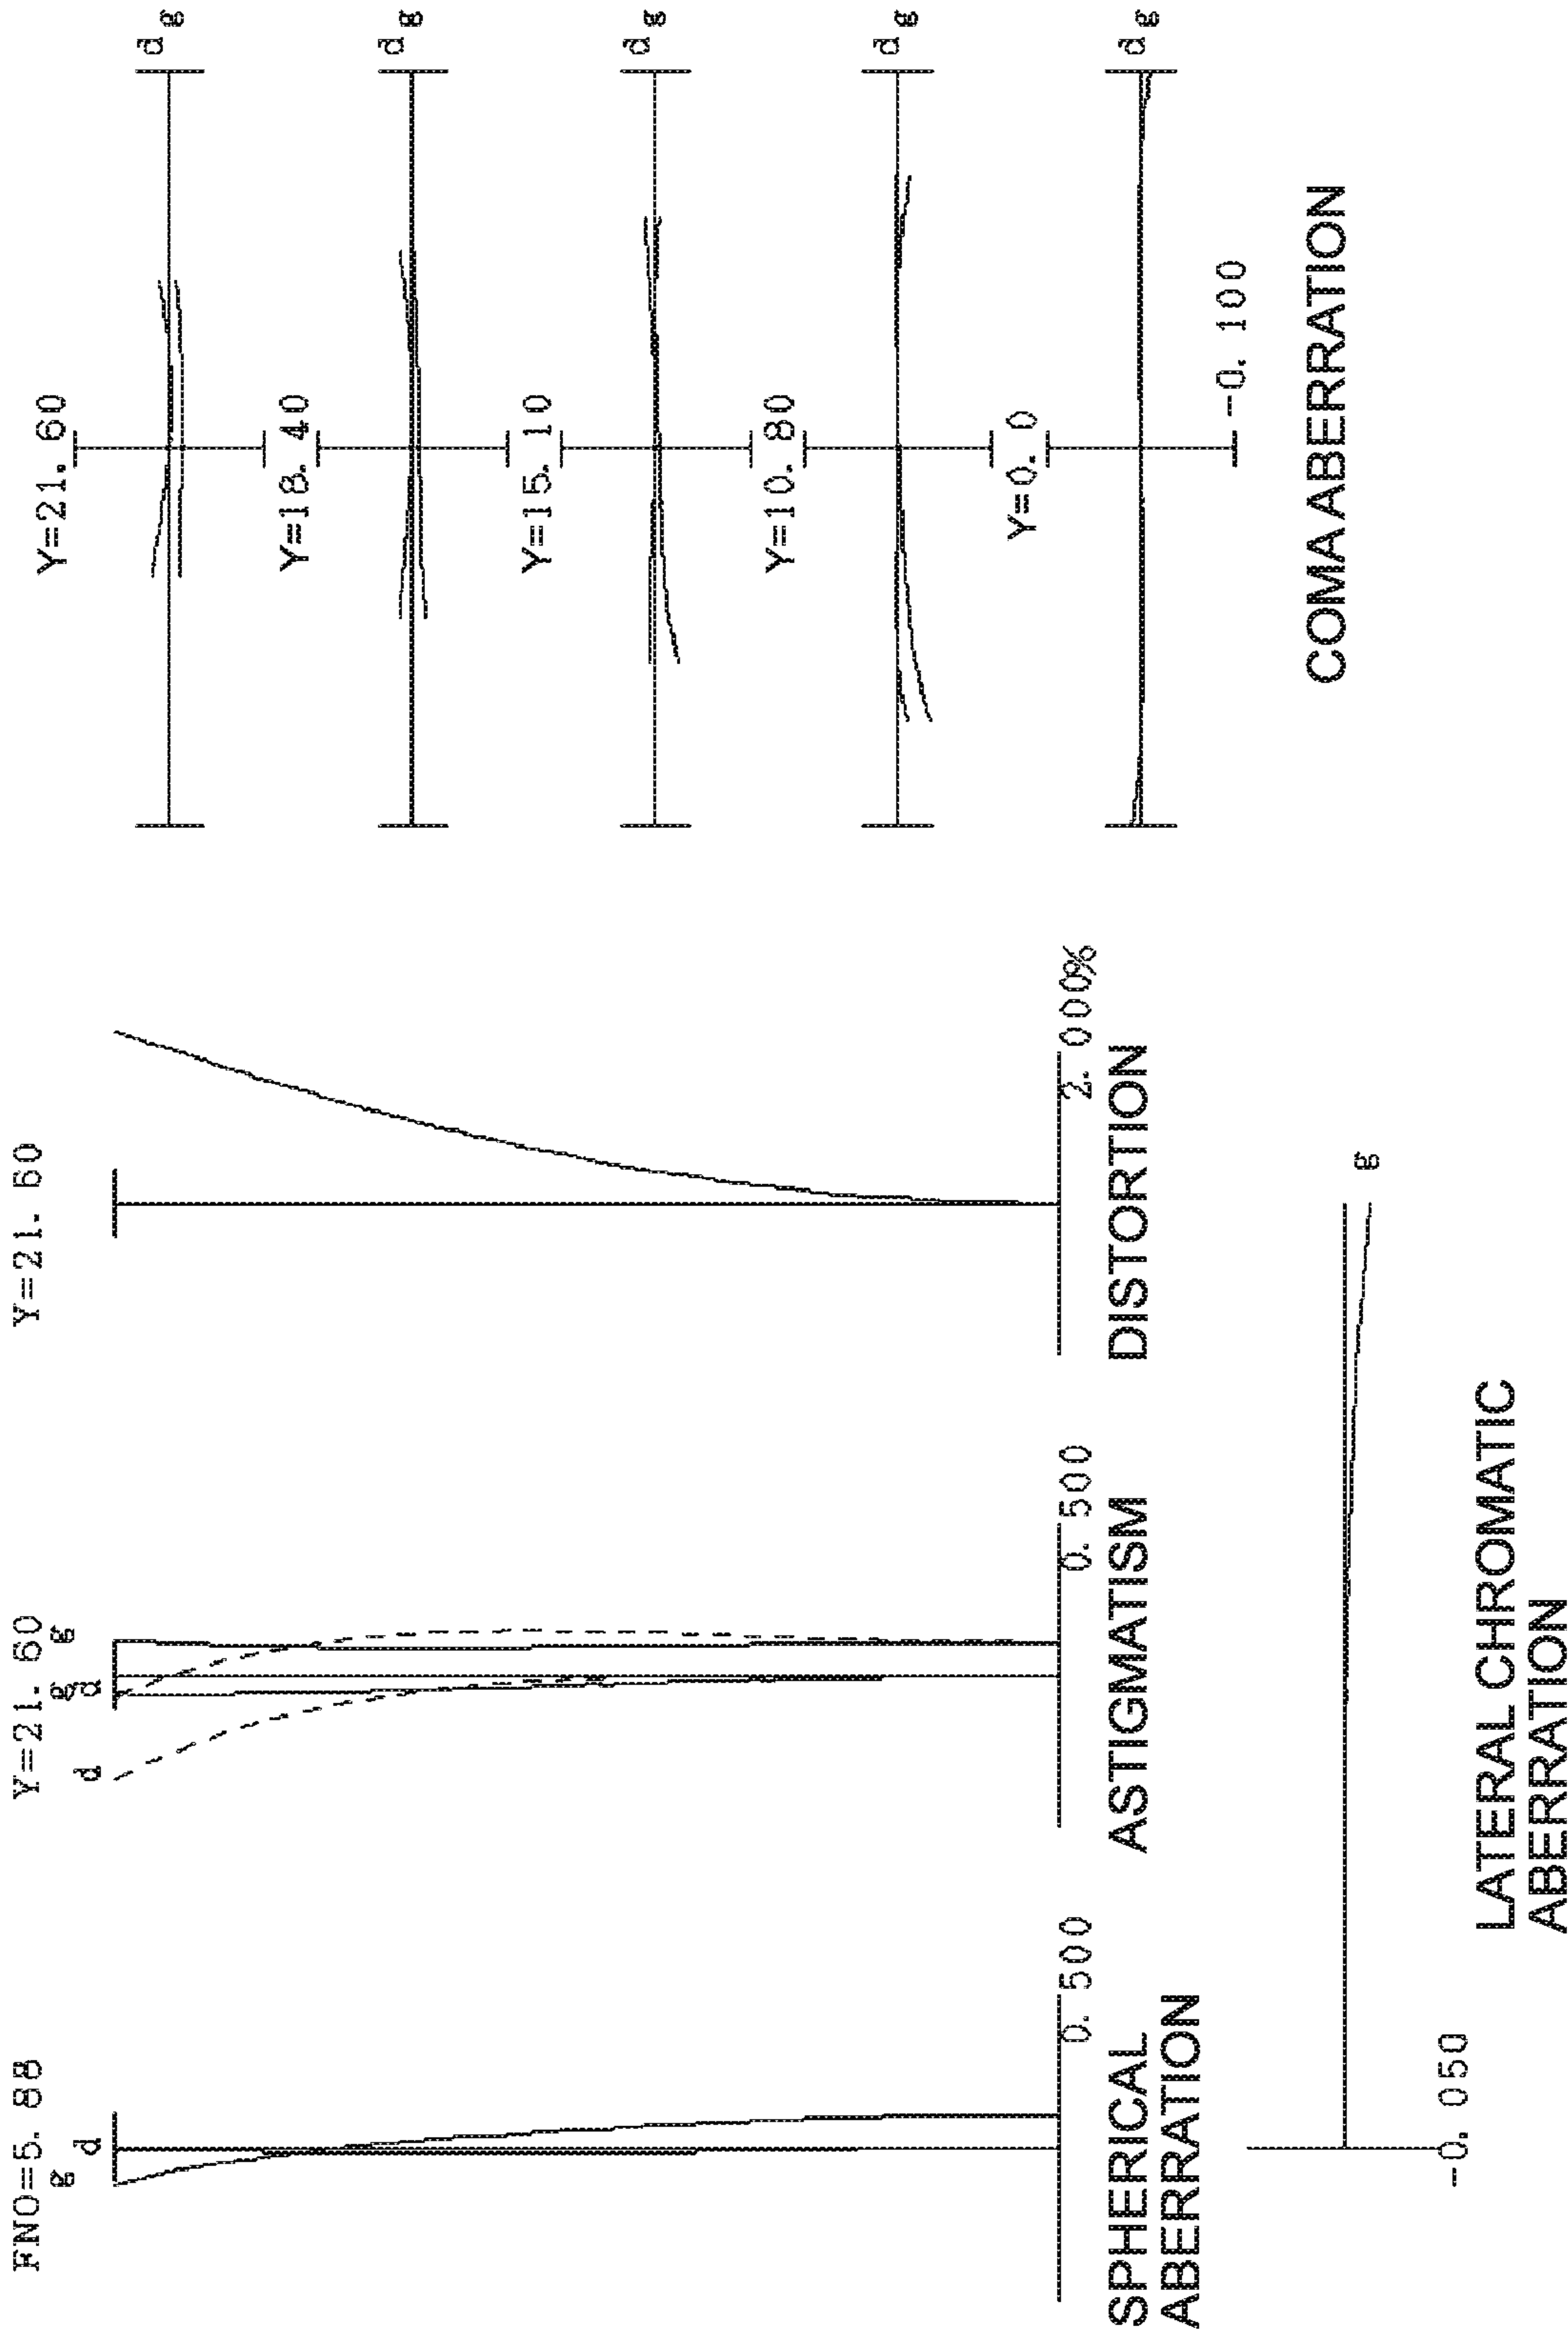 FNO=5. 88
g d
0. 500
SPHERICAL
ABERRATION
Y=21. 60
d d g g
0. 500
ASTIGMATISM
Y=21. 60
2. 000%
DISTORTION
g
-0. 050
LATERAL CHROMATIC
ABERRATION
Y=21. 60
d
g
Y=18. 40
d
g
Y=15. 10
d
g
Y=10. 80
d
g
Y=0. 0
d
g
-0. 100
COMA ABERRATION